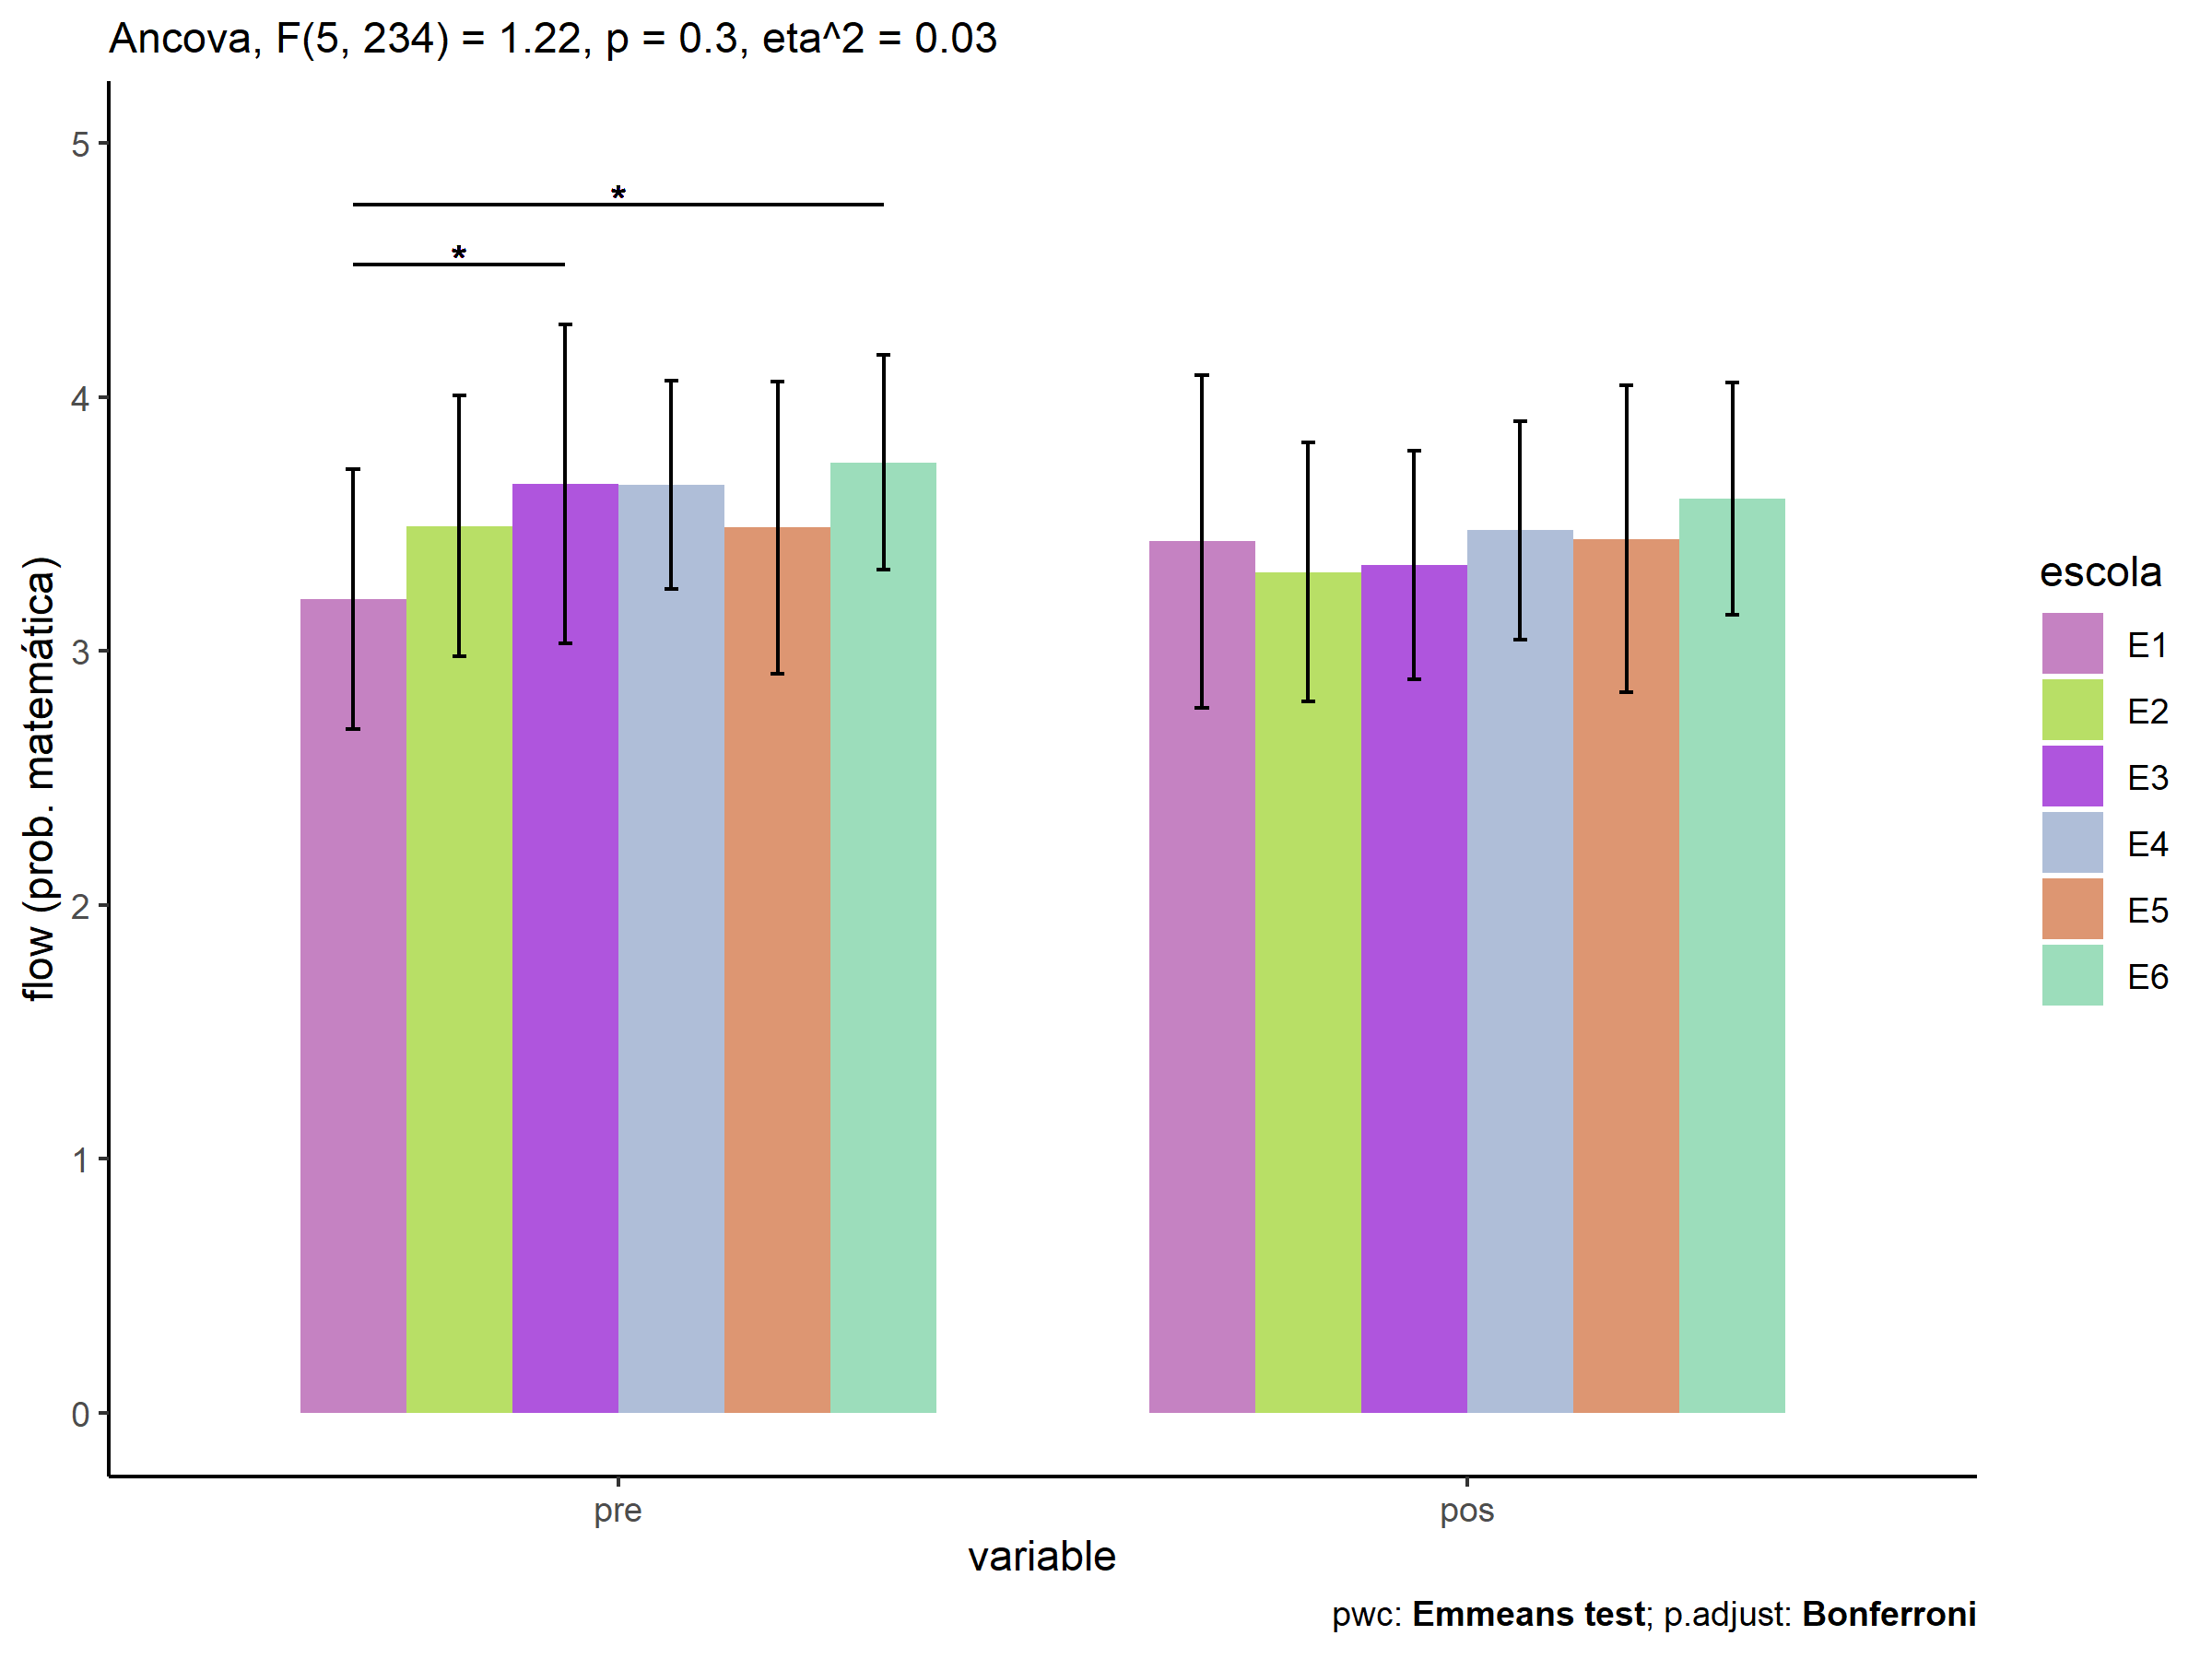 Ancova, F(5, 234) = 1.22, p = 0.3, eta^2 = 0.03
flow (prob. matemática)
5
4
3
2
1
0
*
*
pre
pos
variable
escola
E1
E2
E3
E4
E5
E6
pwc: Emmeans test; p.adjust: Bonferroni